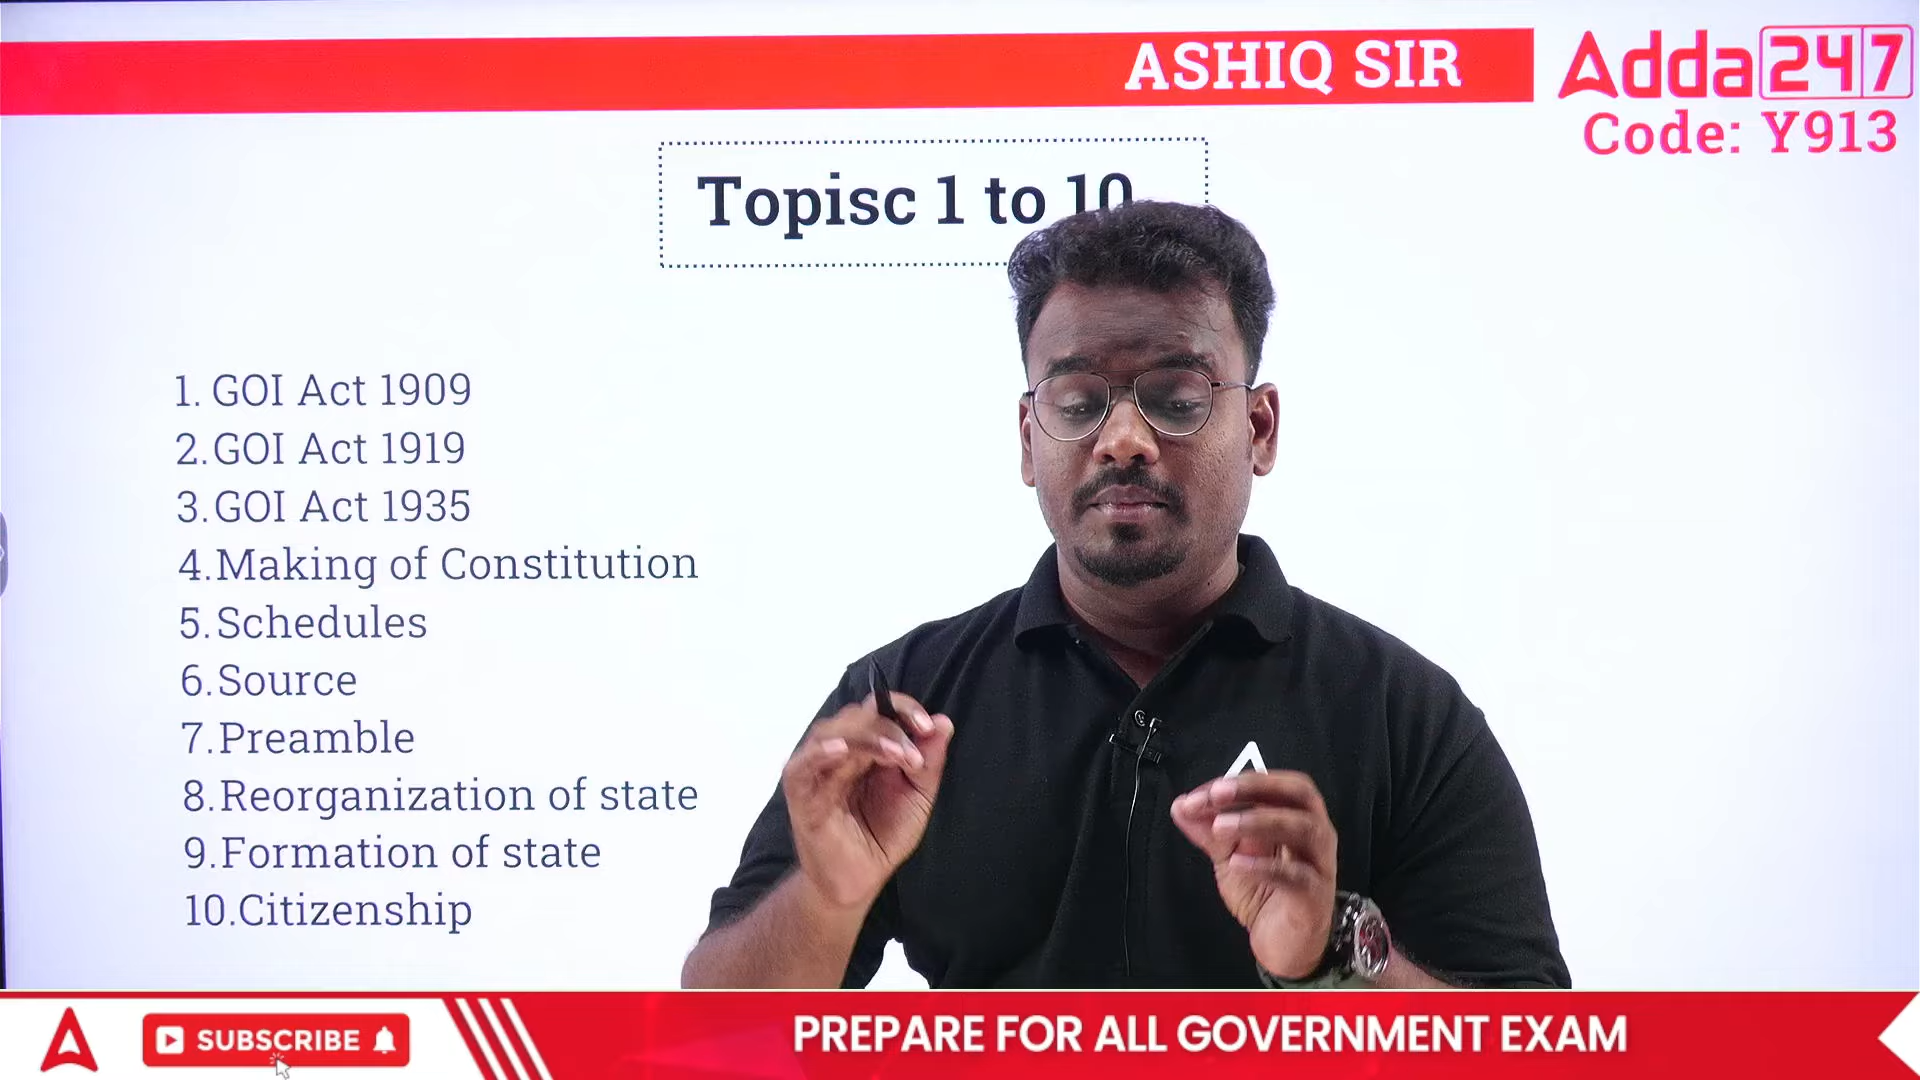 ASHIQ SIR
Adda247
Code: Y913
Topisc 1 to 10
1. GOI Act 1909
2. GOI Act 1919
3. GOI Act 1935
4. Making of Constitution
5. Schedules
6. Source
7. Preamble
8. Reorganization of state
9. Formation of state
10. Citizenship
SUBSCRIBE
PREPARE FOR ALL GOVERNMENT EXAM